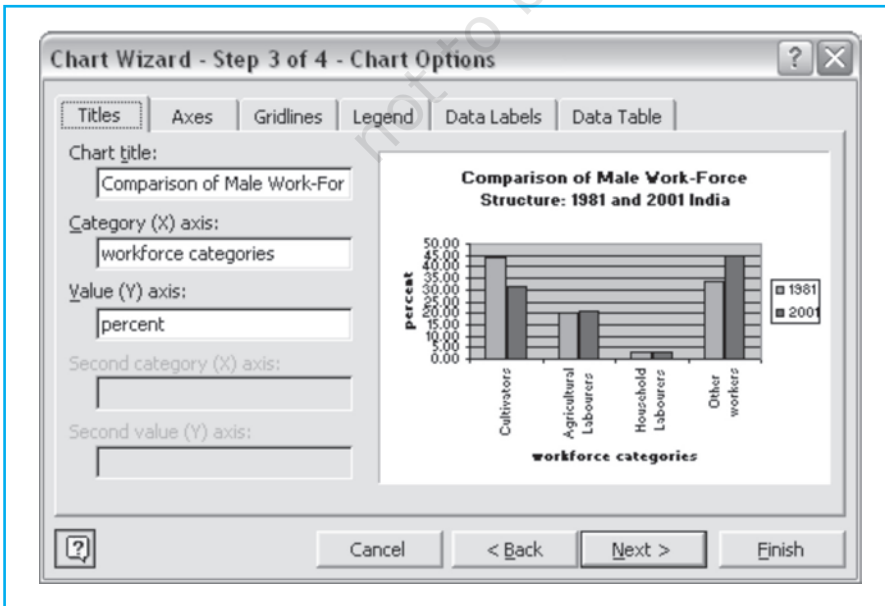 not to b
Chart Wizard - Step 3 of 4 - Chart Options
Titles Axes Gridlines Legend Data Labels Data Table
Chart title:
Comparison of Male Work-For
Category (X) axis:
workforce categories
Value (Y) axis:
percent
Second category (X) axis:
Second value (Y) axis:
Comparison of Male Work-Force
Structure: 1981 and 2001 India
percent
50.00
45.00
40.00
35.00
30.00
25.00
20.00
15.00
10.00
5.00
0.00
Cultivators
Agricultural
Labourers
Household
Labourers
Other
workers
workforce categories
1981
2001
Cancel < Back Next > Finish